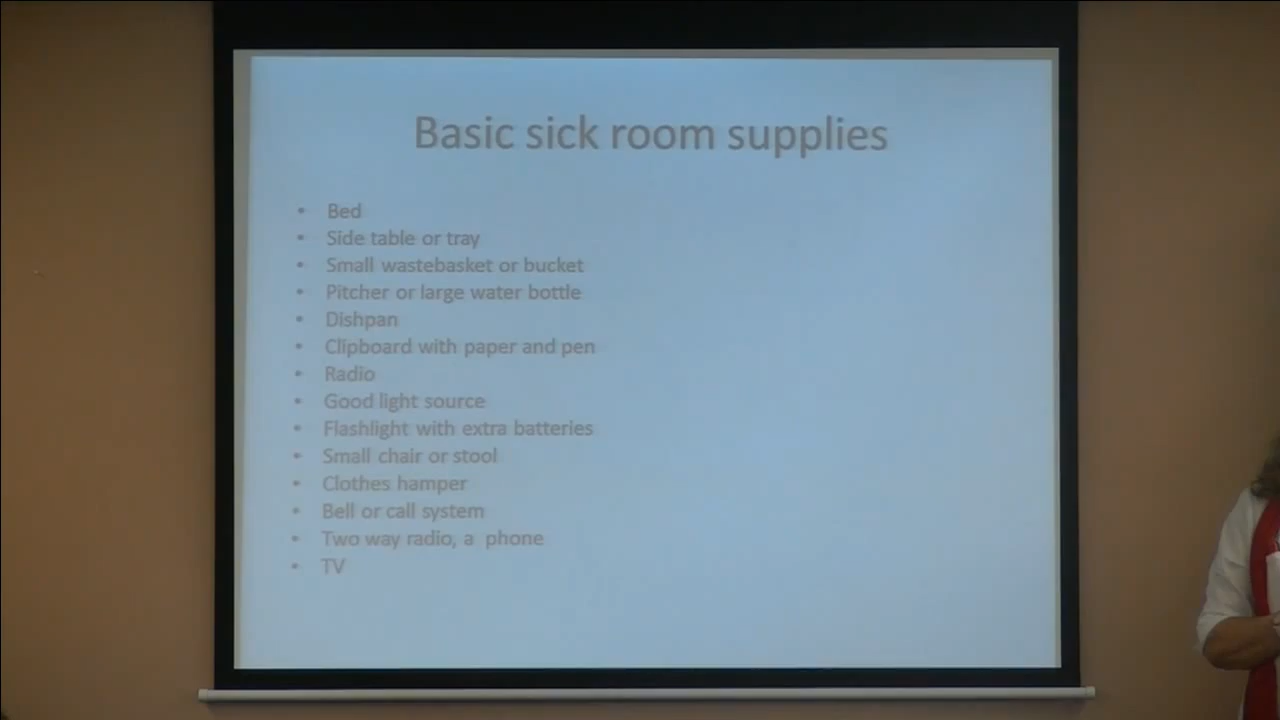 Basic sick room supplies
• Bed
• Side table or tray
• Small wastebasket or bucket
• Pitcher or large water bottle
• Dishpan
• Clipboard with paper and pen
• Radio
• Good light source
• Flashlight with extra batteries
• Small chair or stool
• Clothes hamper
• Bell or call system
• Two way radio, a  phone
• TV